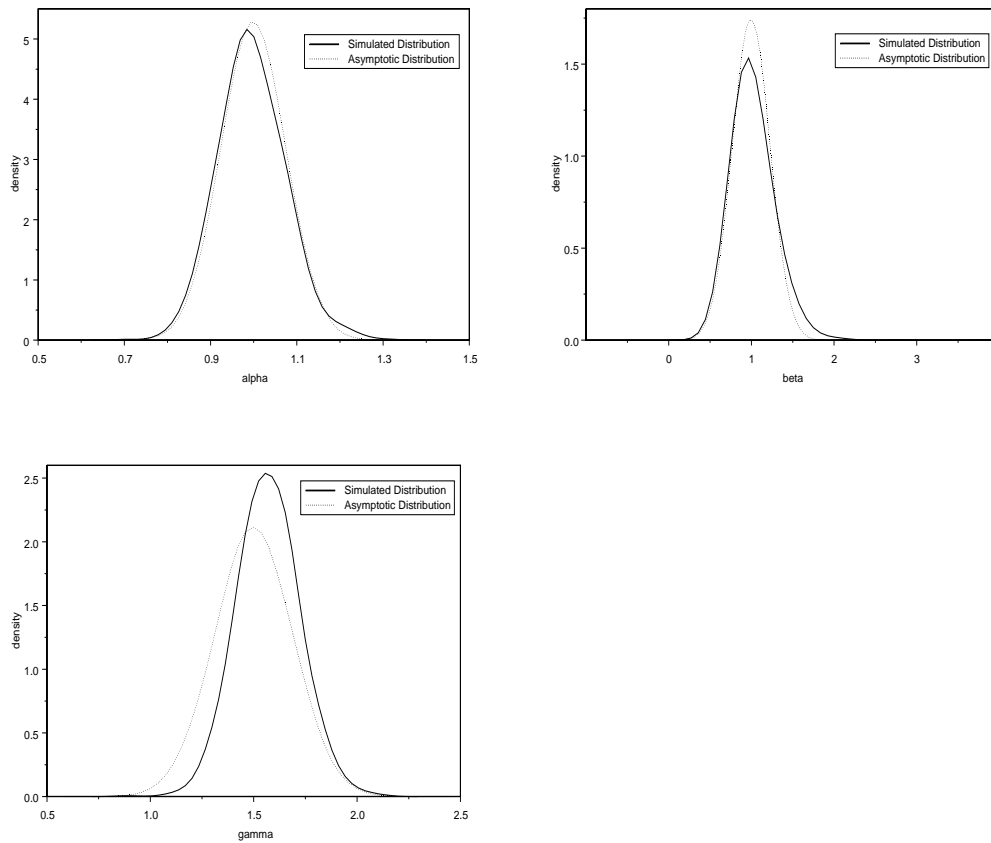 Simulated Distribution
Asymptotic Distribution
density
0 1 2 3 4 5
0.5 0.7 0.9 1.1 1.3 1.5
alpha
Simulated Distribution
Asymptotic Distribution
density
0.0 0.5 1.0 1.5
0 1 2 3
beta
Simulated Distribution
Asymptotic Distribution
density
0.0 0.5 1.0 1.5 2.0 2.5
0.5 1.0 1.5 2.0 2.5
gamma